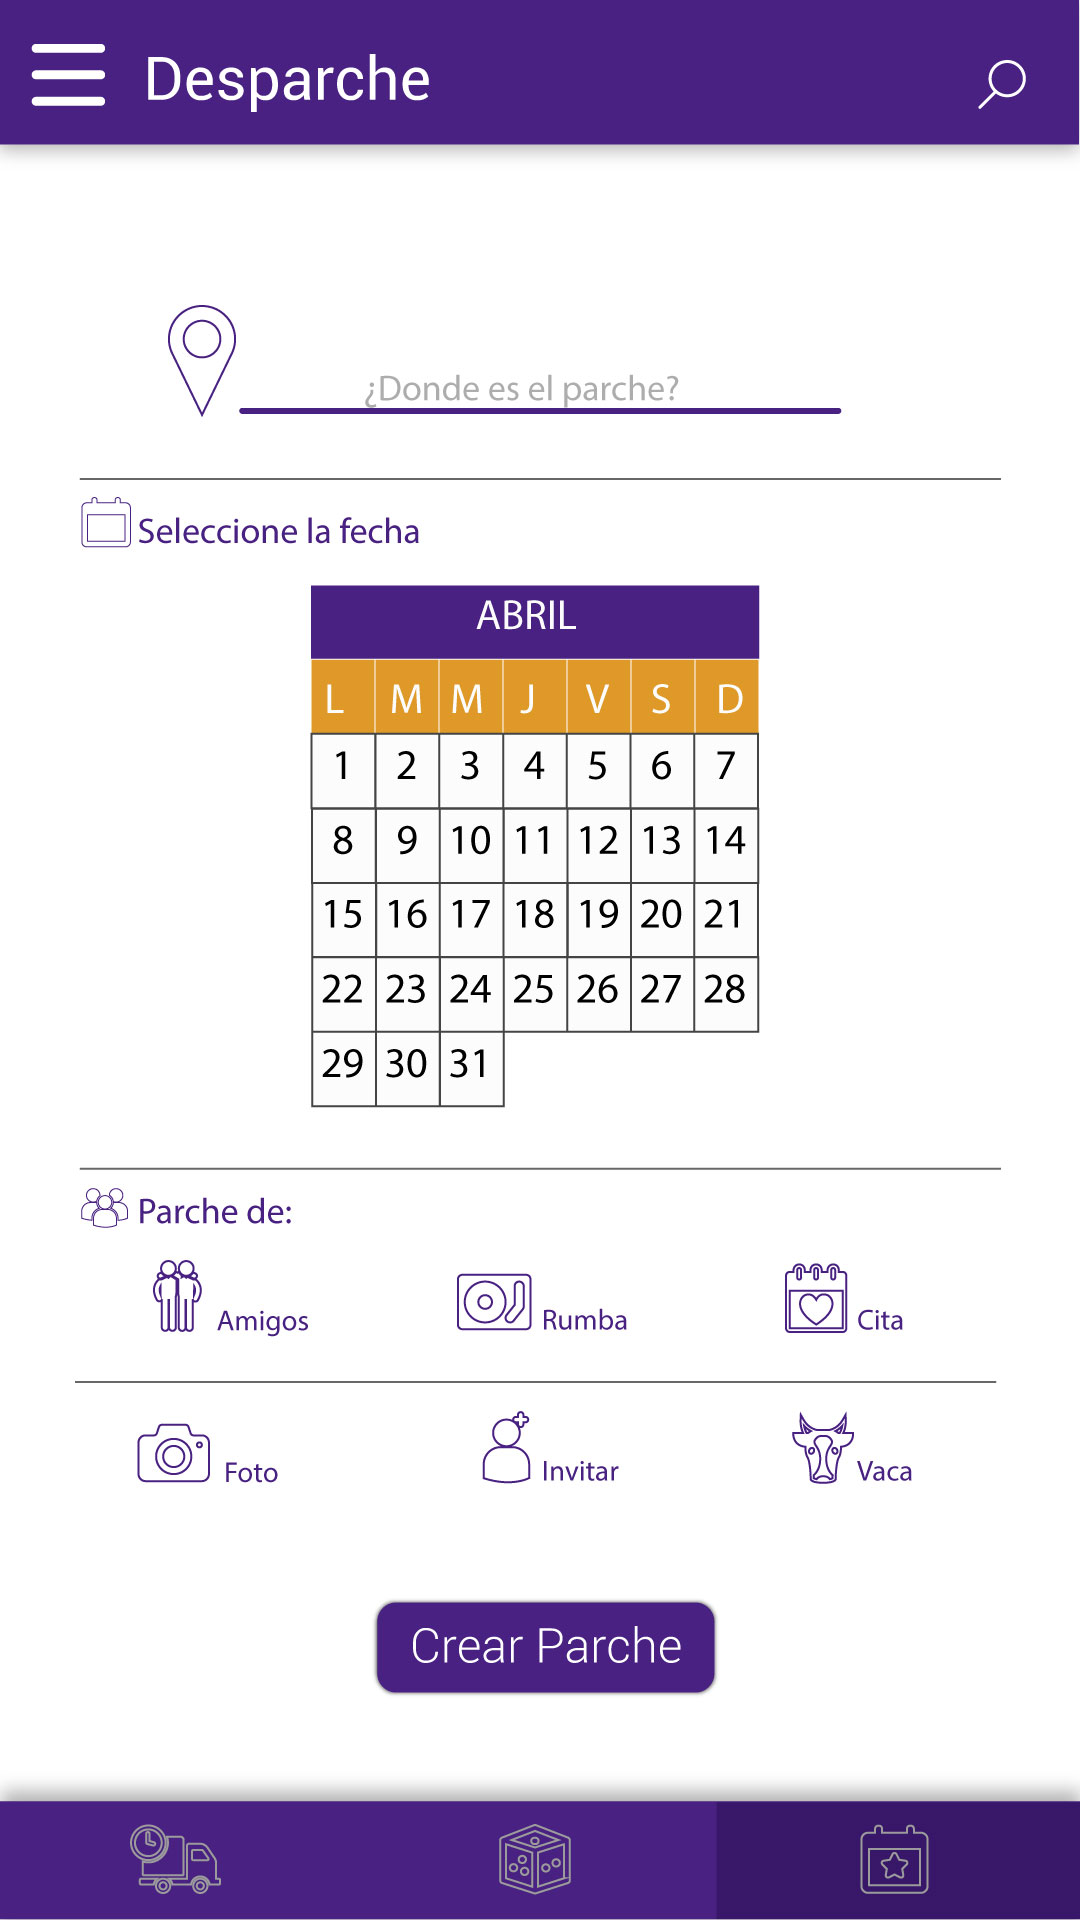 Desparche
¿Donde es el parche?
Seleccione la fecha
ABRIL
L M M J V S D
1 2 3 4 5 6 7
8 9 10 11 12 13 14
15 16 17 18 19 20 21
22 23 24 25 26 27 28
29 30 31
Parche de:
Amigos Rumba Cita
Foto Invitar Vaca
Crear Parche